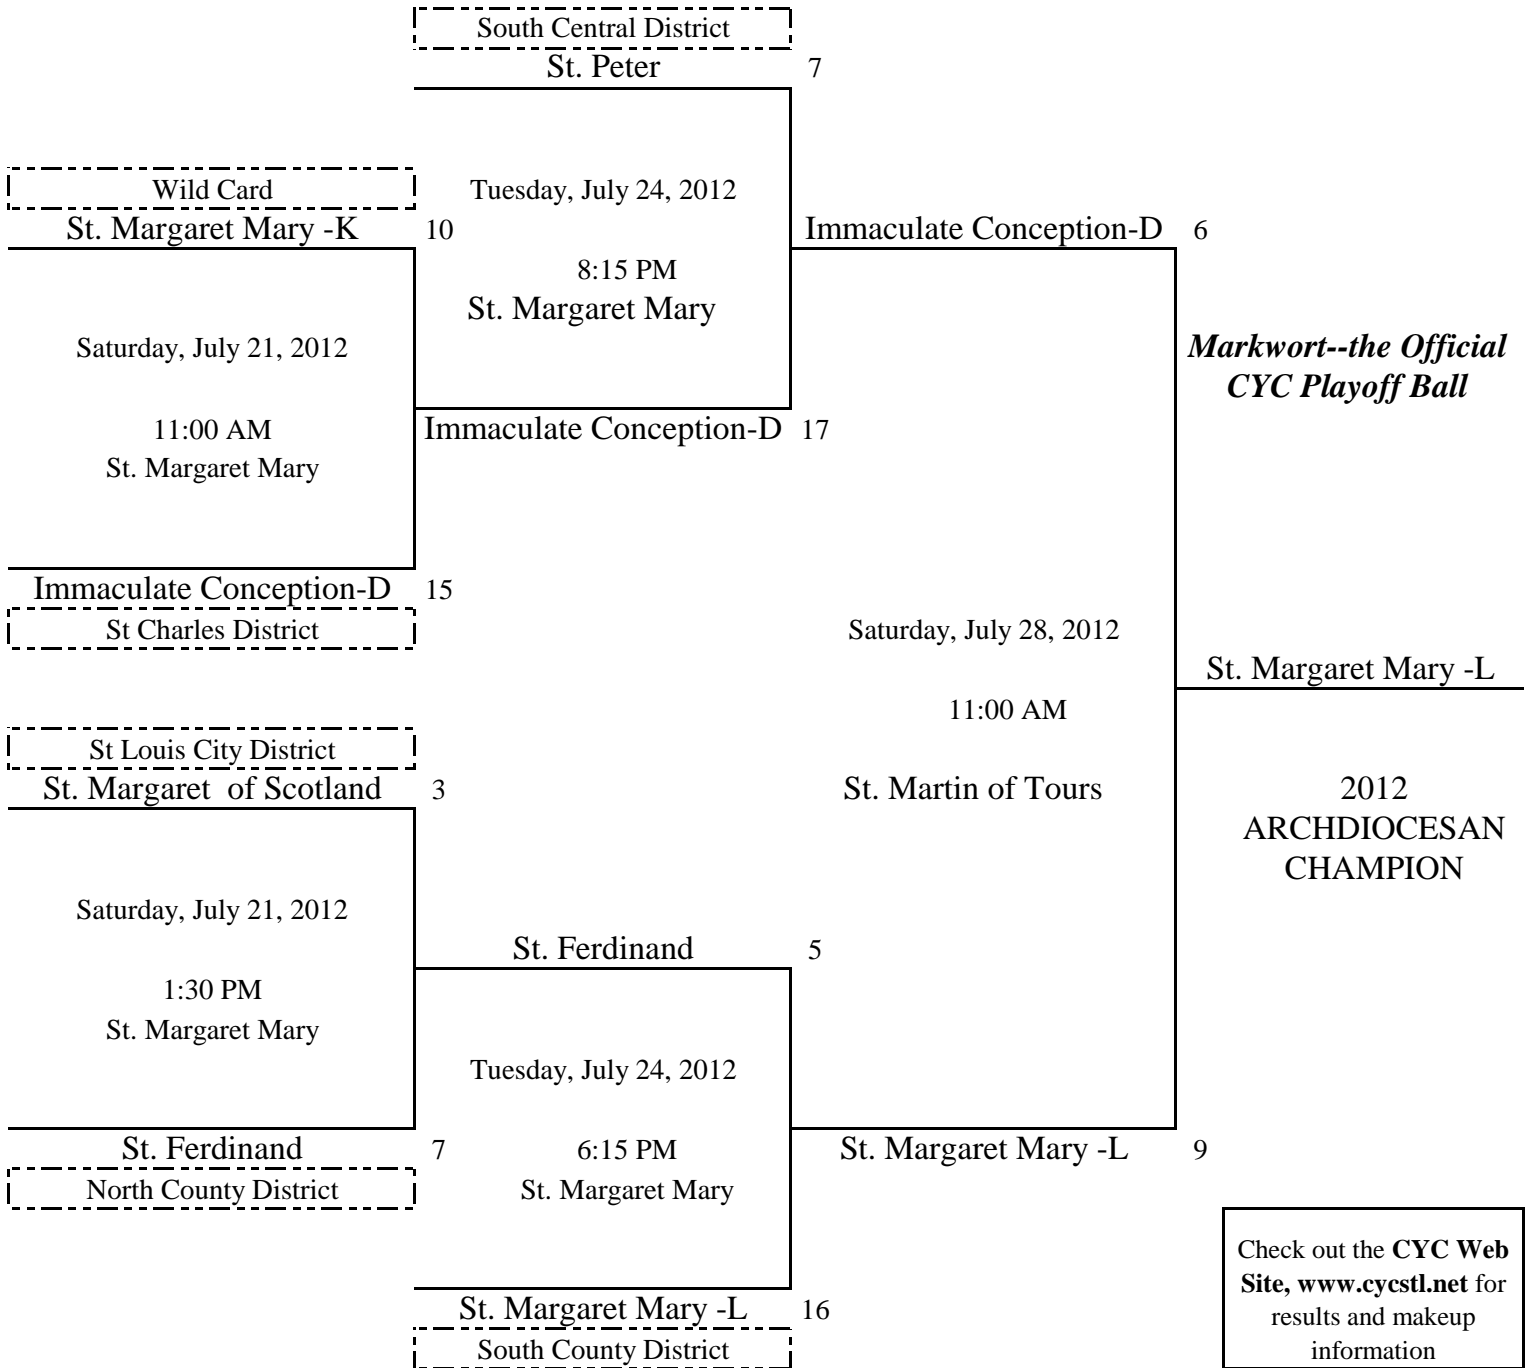 South Central District
St. Peter 7
Wild Card
Tuesday, July 24, 2012
St. Margaret Mary -K 10
Immaculate Conception-D 6
8:15 PM
St. Margaret Mary
Saturday, July 21, 2012
Markwort--the Official
CYC Playoff Ball
11:00 AM
Immaculate Conception-D 17
St. Margaret Mary
Immaculate Conception-D 15
St Charles District
Saturday, July 28, 2012
St. Margaret Mary -L
11:00 AM
St Louis City District
St. Margaret of Scotland 3
St. Martin of Tours
2012
ARCHDIOCESAN
CHAMPION
Saturday, July 21, 2012
St. Ferdinand 5
1:30 PM
St. Margaret Mary
Tuesday, July 24, 2012
St. Ferdinand 7
6:15 PM
St. Margaret Mary -L 9
North County District
St. Margaret Mary
Check out the CYC Web
Site, www.cycstl.net for
results and makeup
information
St. Margaret Mary -L 16
South County District